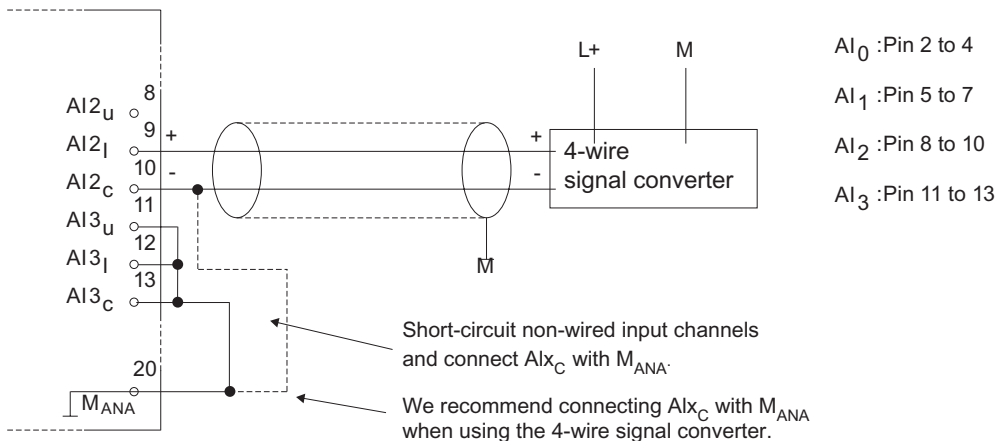 L+ M
AI0 :Pin 2 to 4
AI1 :Pin 5 to 7
AI2 :Pin 8 to 10
AI3 :Pin 11 to 13
AI2u 8
AI2I 9 +
AI2c 10 -
AI3u 11
AI3I 12
AI3c 13
+ 4-wire
- signal converter
M
Short-circuit non-wired input channels
and connect AIxC with MANA.
20
MANA
We recommend connecting AIxC with MANA
when using the 4-wire signal converter.